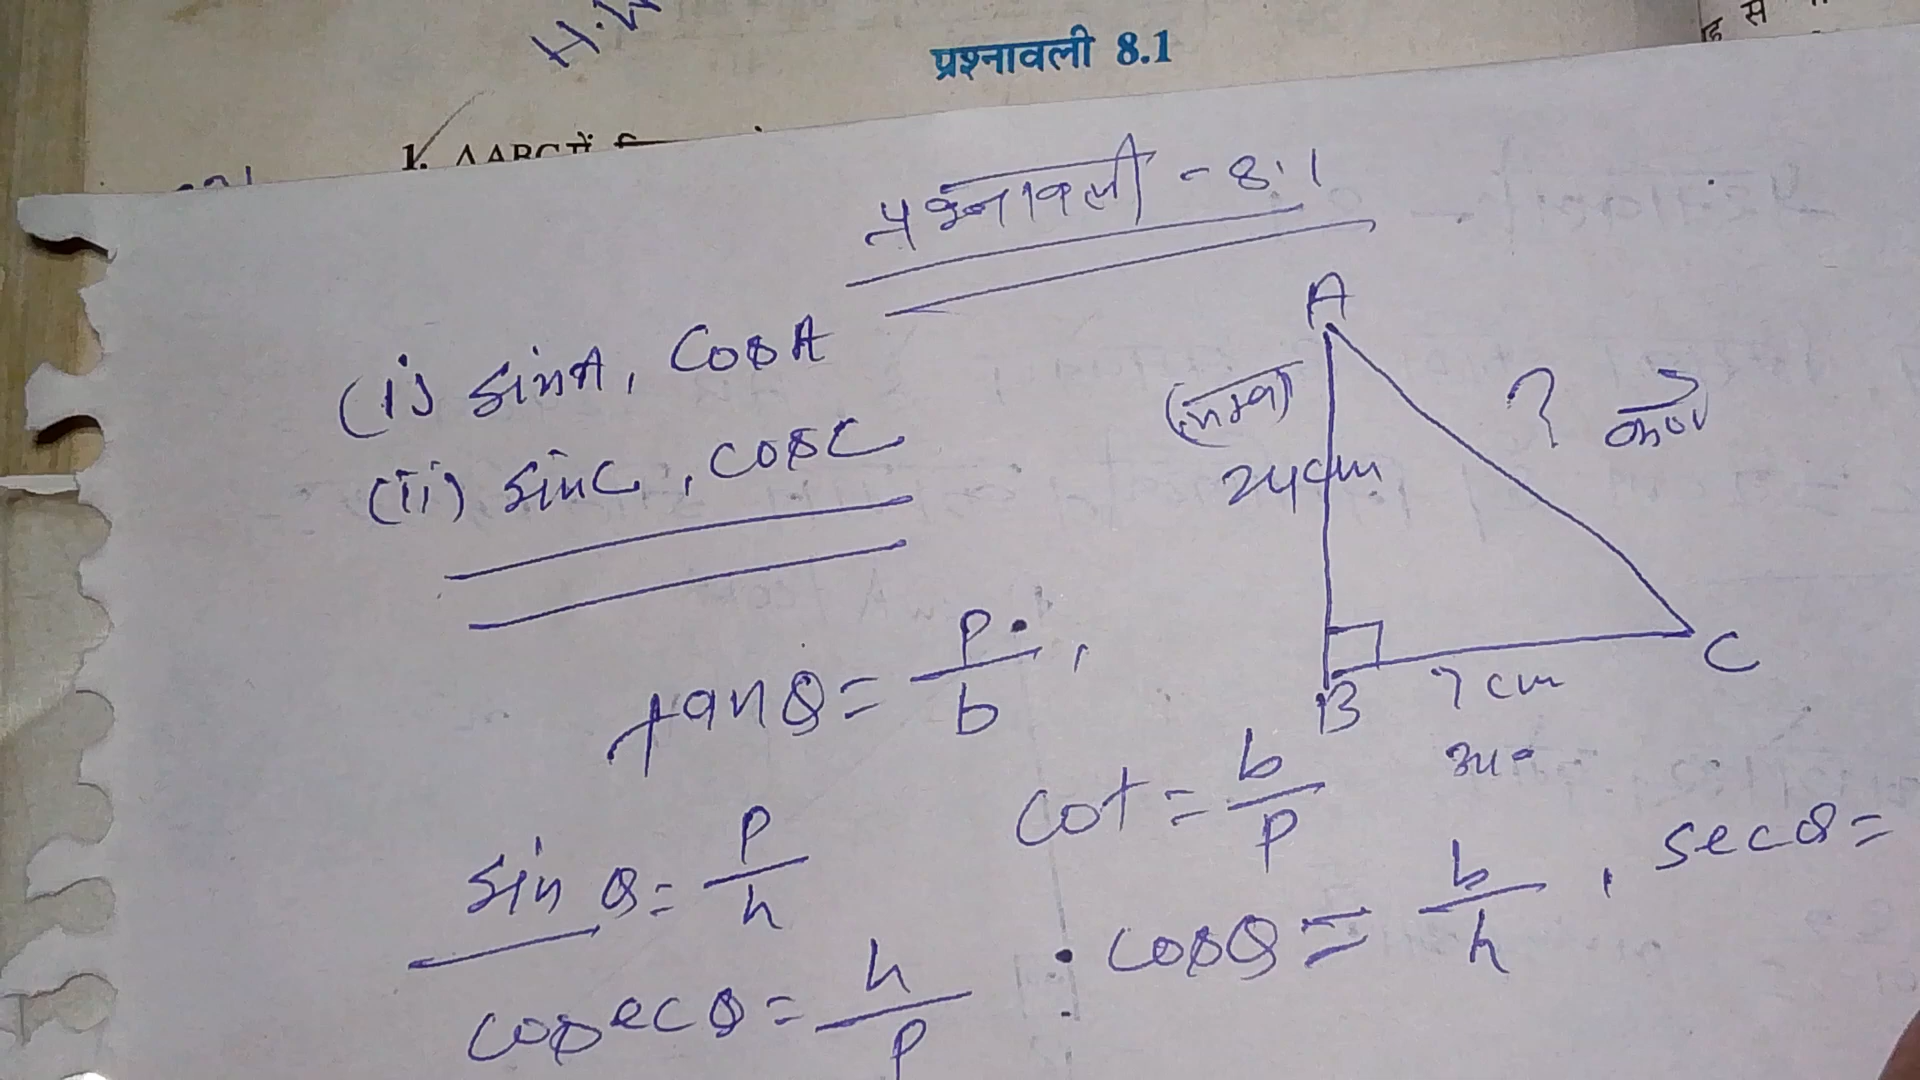 H.W
प्रश्नावली 8.1
1. ΔABC में
प्रश्नावली - 8.1
(i) sinA, cosA
(ii) sinC, cosC
A
(लम्ब)
24cm
? कर्ण
B
7cm
C
आ०
tanθ = p/b,
cot = b/p
sin θ = p/h
cosθ = b/h, secθ =
cosecθ = h/p